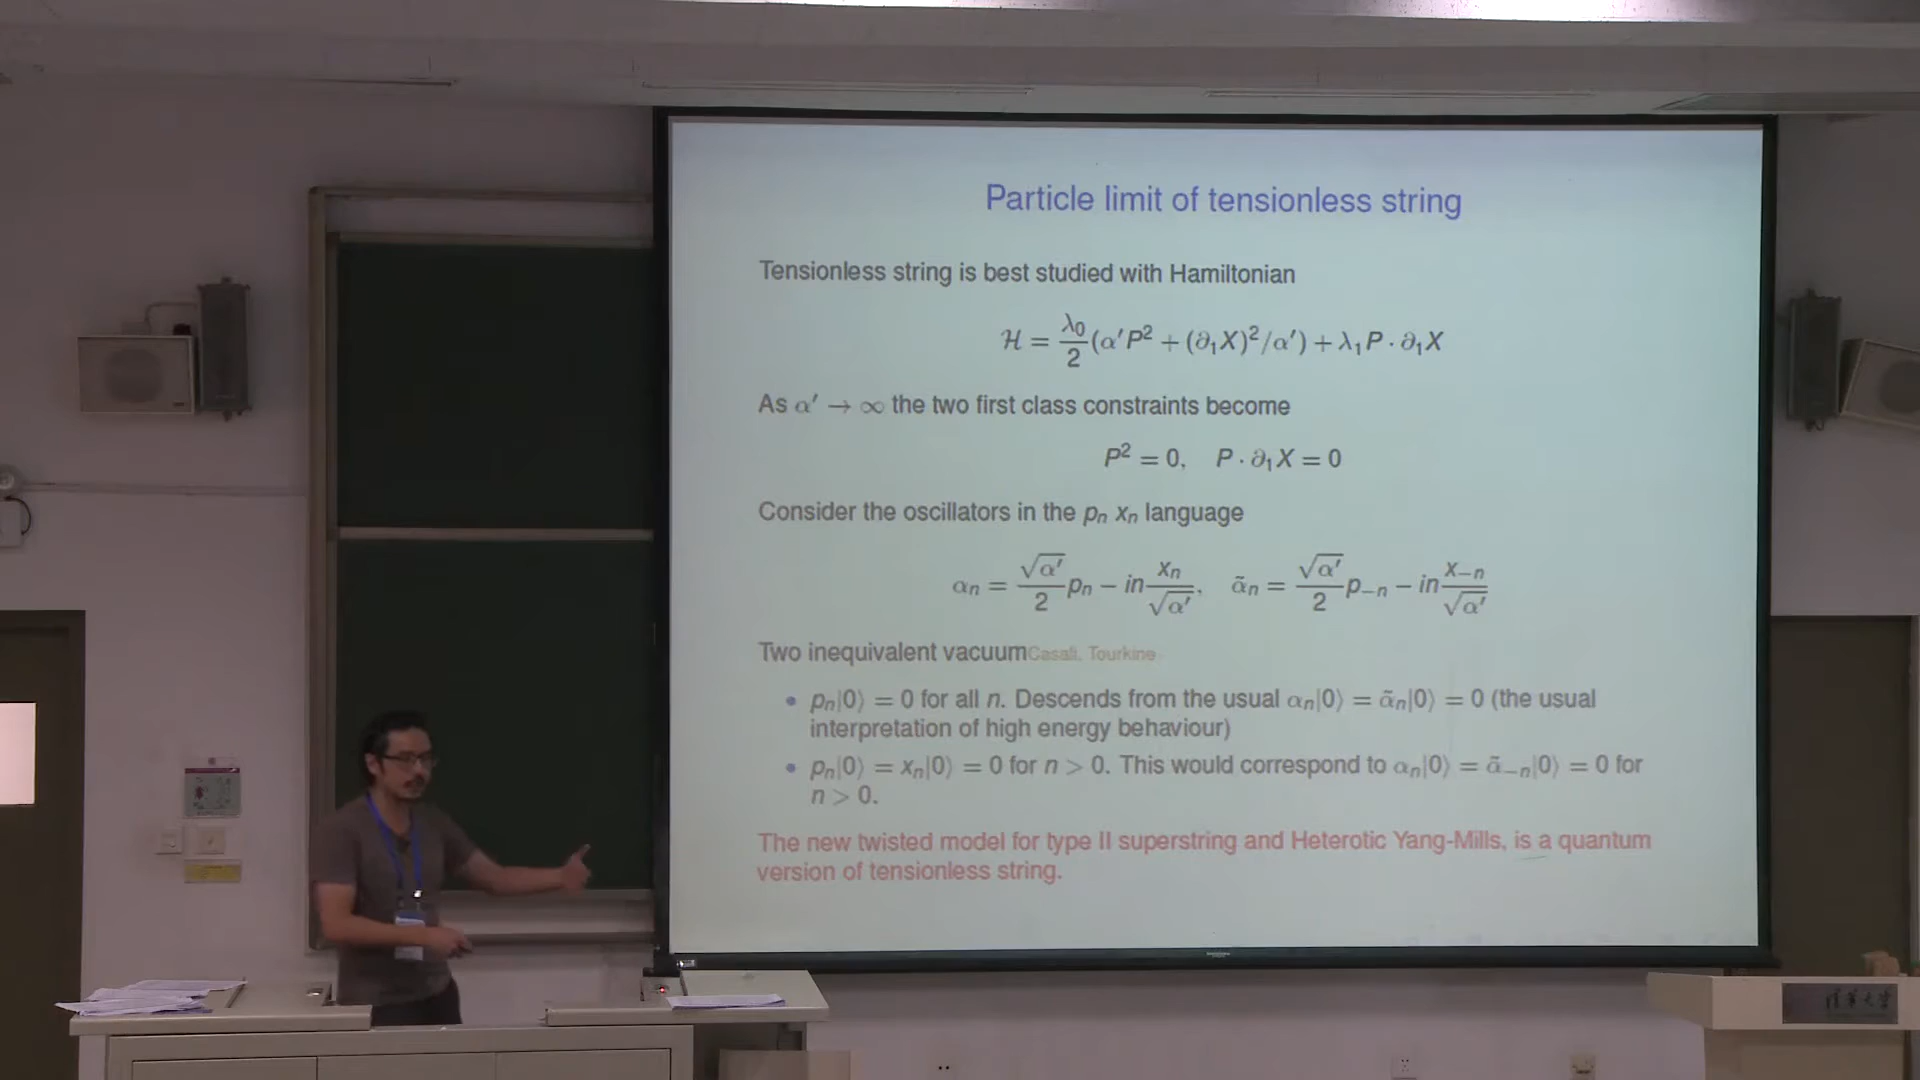 Particle limit of tensionless string
Tensionless string is best studied with Hamiltonian
ℋ = λ₀/2 (α′P² + (∂₁X)²/α′) + λ₁P · ∂₁X
As α′ → ∞ the two first class constraints become
P² = 0, P · ∂₁X = 0
Consider the oscillators in the pₙ xₙ language
αₙ = √α′/2 pₙ − in xₙ/√α′, α̃ₙ = √α′/2 p₋ₙ − in x₋ₙ/√α′
Two inequivalent vacuum Casali, Tourkine
• pₙ|0⟩ = 0 for all n. Descends from the usual αₙ|0⟩ = α̃ₙ|0⟩ = 0 (the usual
interpretation of high energy behaviour)
• pₙ|0⟩ = xₙ|0⟩ = 0 for n > 0. This would correspond to αₙ|0⟩ = α̃₋ₙ|0⟩ = 0 for
n > 0.
The new twisted model for type II superstring and Heterotic Yang-Mills, is a quantum
version of tensionless string.
清华大学